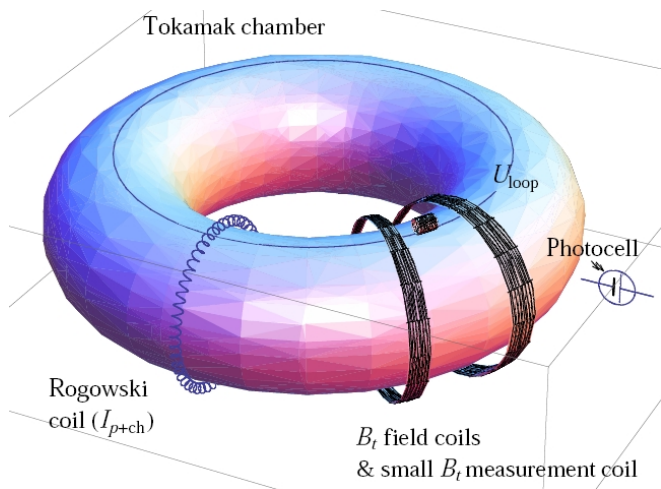 Tokamak chamber
U_loop
Photocell
Rogowski
coil (I_p+ch)
B_t field coils
& small B_t measurement coil